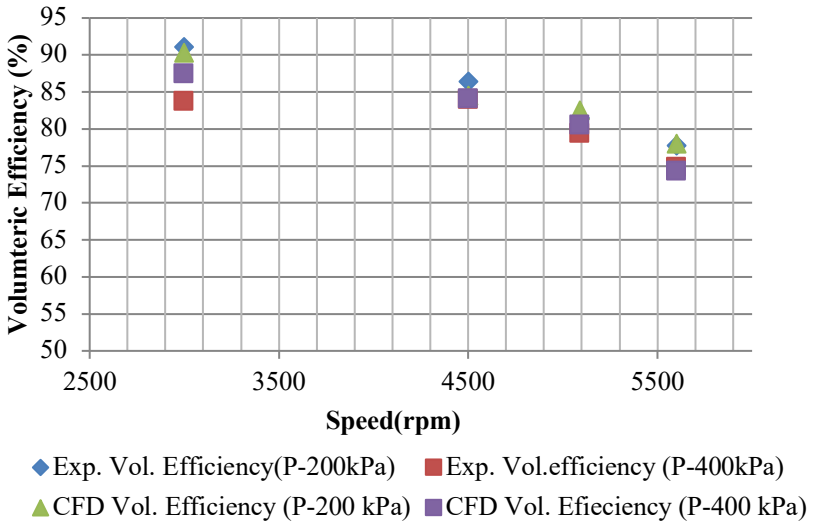 95
90
85
80
75
70
65
60
55
50
Volumteric Efficiency (%)
2500 3500 4500 5500
Speed(rpm)
Exp. Vol. Efficiency(P-200kPa) Exp. Vol.efficiency (P-400kPa)
CFD Vol. Efficiency (P-200 kPa) CFD Vol. Efieciency (P-400 kPa)